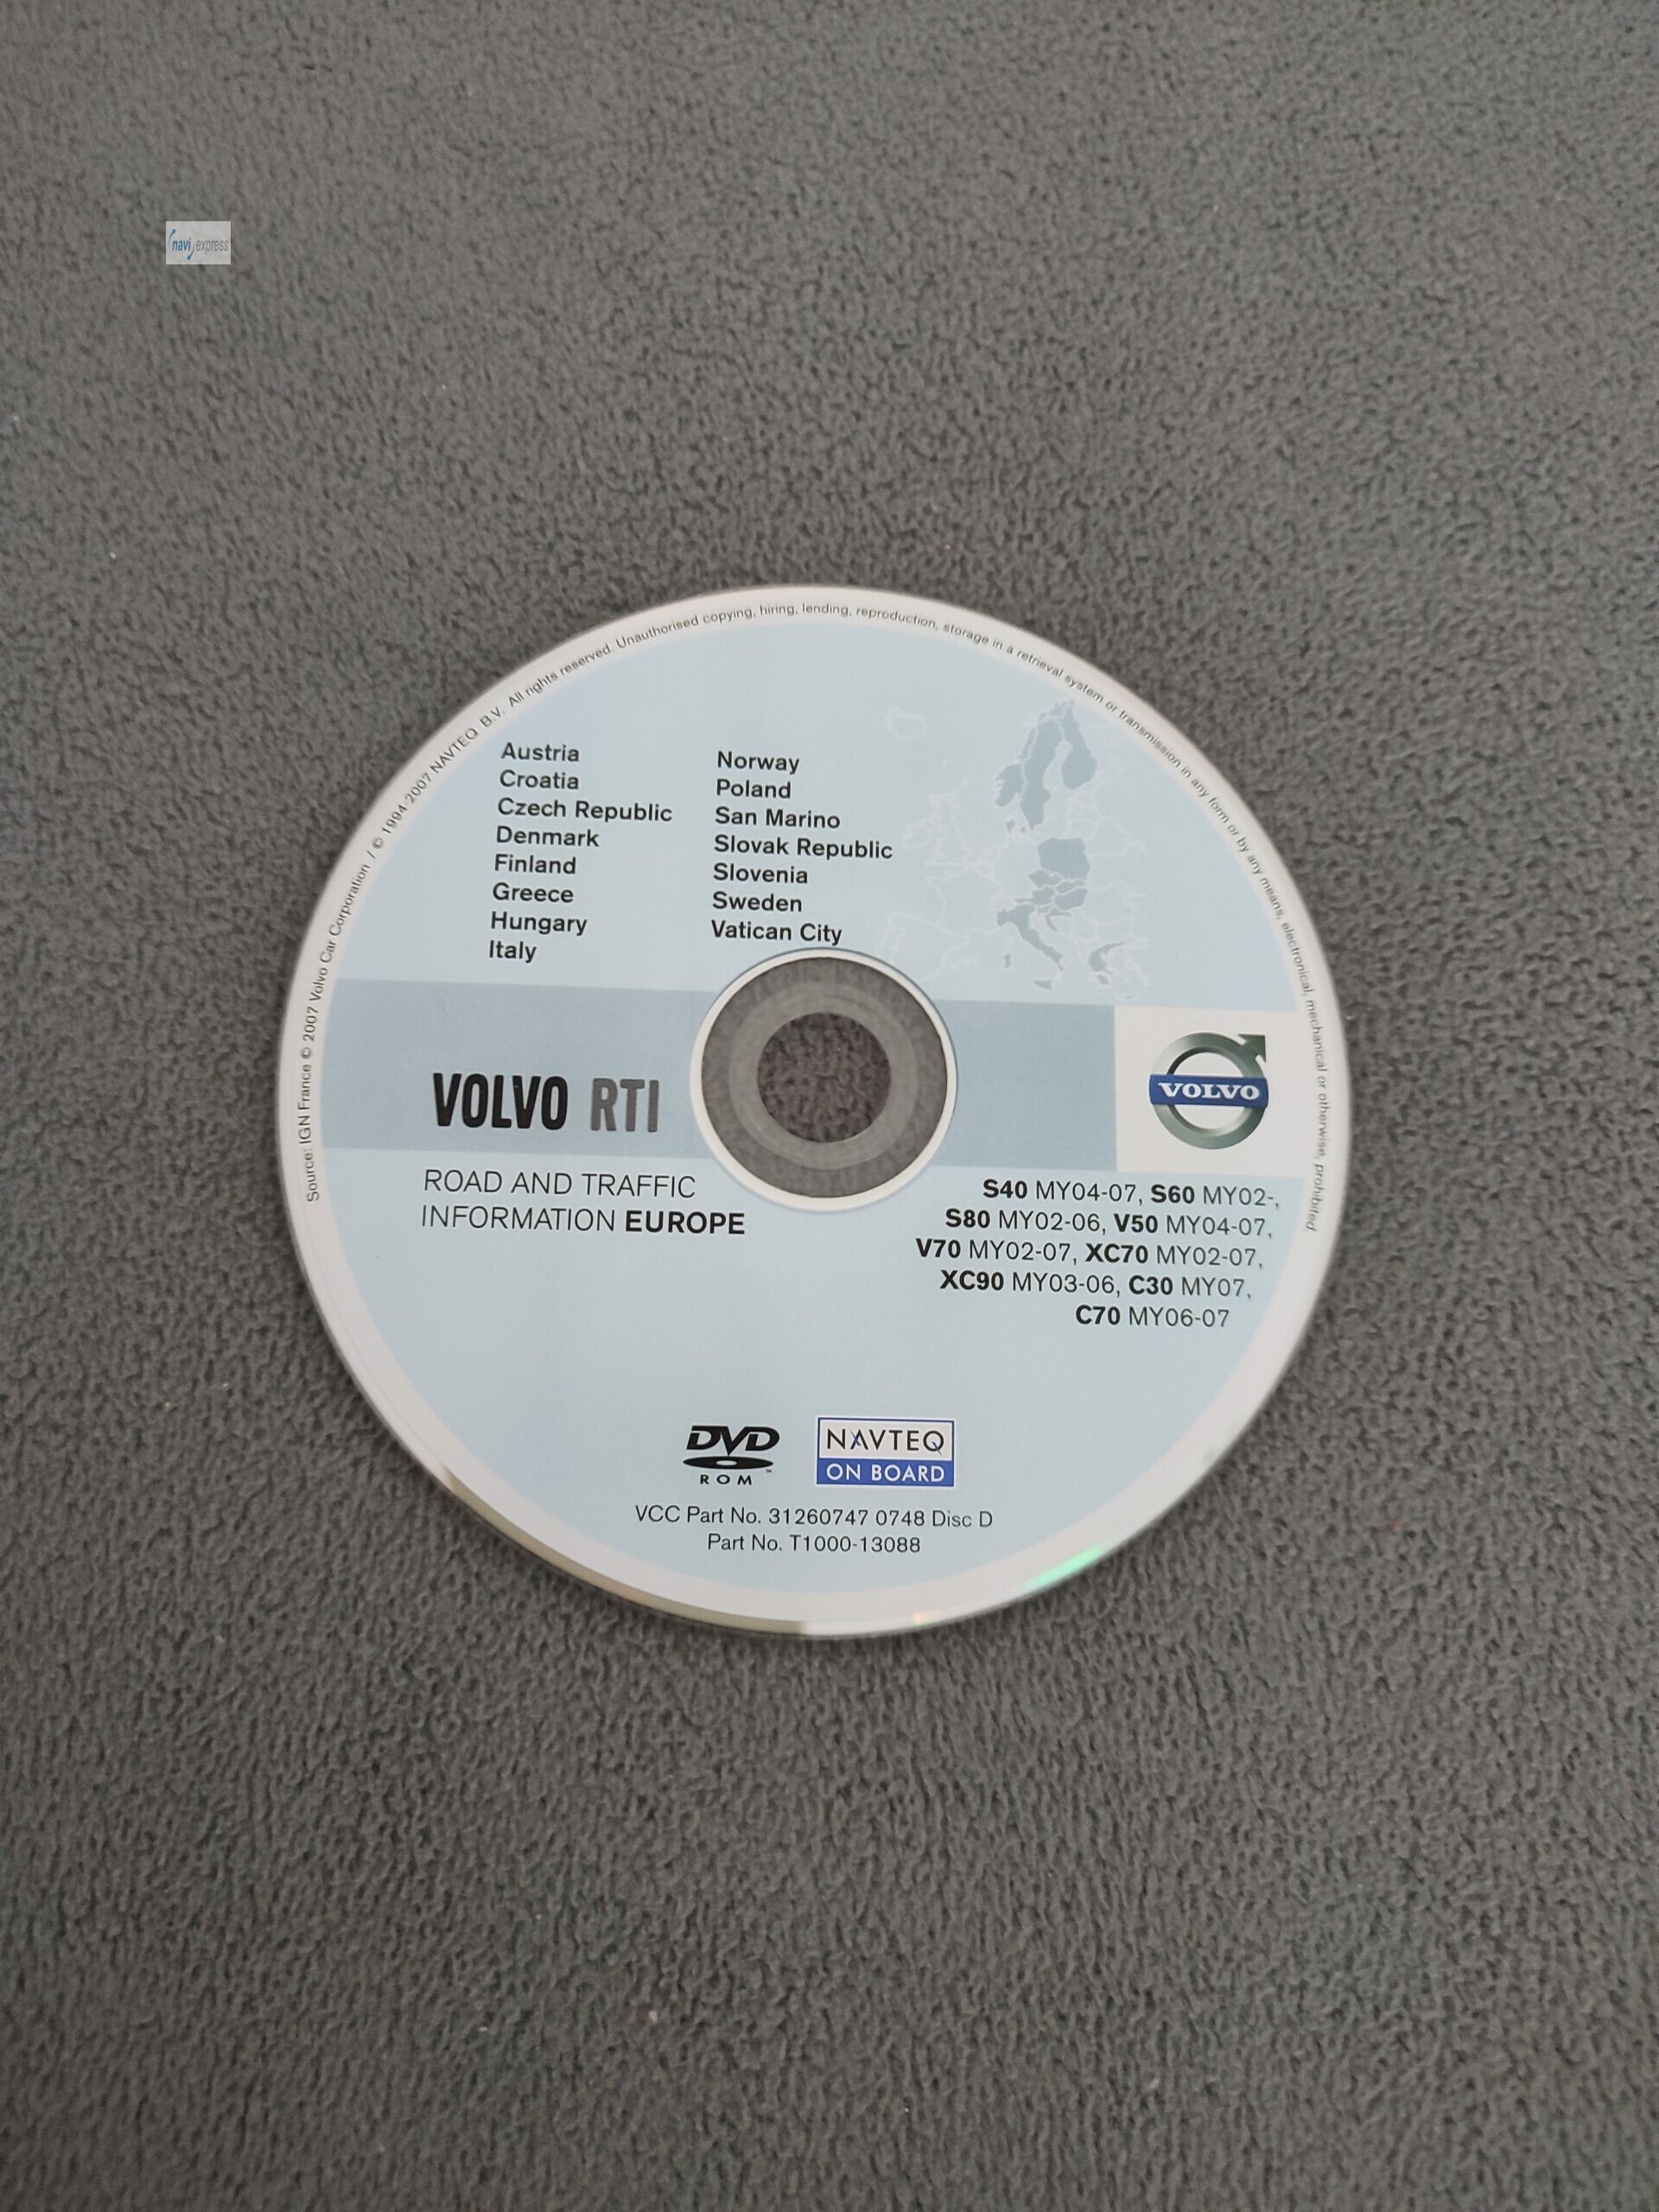 navi express
Source: IGN France © 2007 Volvo Car Corporation / © 1994-2007 NAVTEQ B.V. All rights reserved. Unauthorised copying, hiring, lending, reproduction, storage in a retrieval system or transmission in any form or by any means, electronical, mechanical or otherwise, prohibited
Austria
Croatia
Czech Republic
Denmark
Finland
Greece
Hungary
Italy
Norway
Poland
San Marino
Slovak Republic
Slovenia
Sweden
Vatican City
VOLVO RTI
VOLVO
ROAD AND TRAFFIC
INFORMATION EUROPE
S40 MY04-07, S60 MY02-,
S80 MY02-06, V50 MY04-07,
V70 MY02-07, XC70 MY02-07,
XC90 MY03-06, C30 MY07,
C70 MY06-07
DVD
ROM
NAVTEQ
ON BOARD
VCC Part No. 31260747 0748 Disc D
Part No. T1000-13088